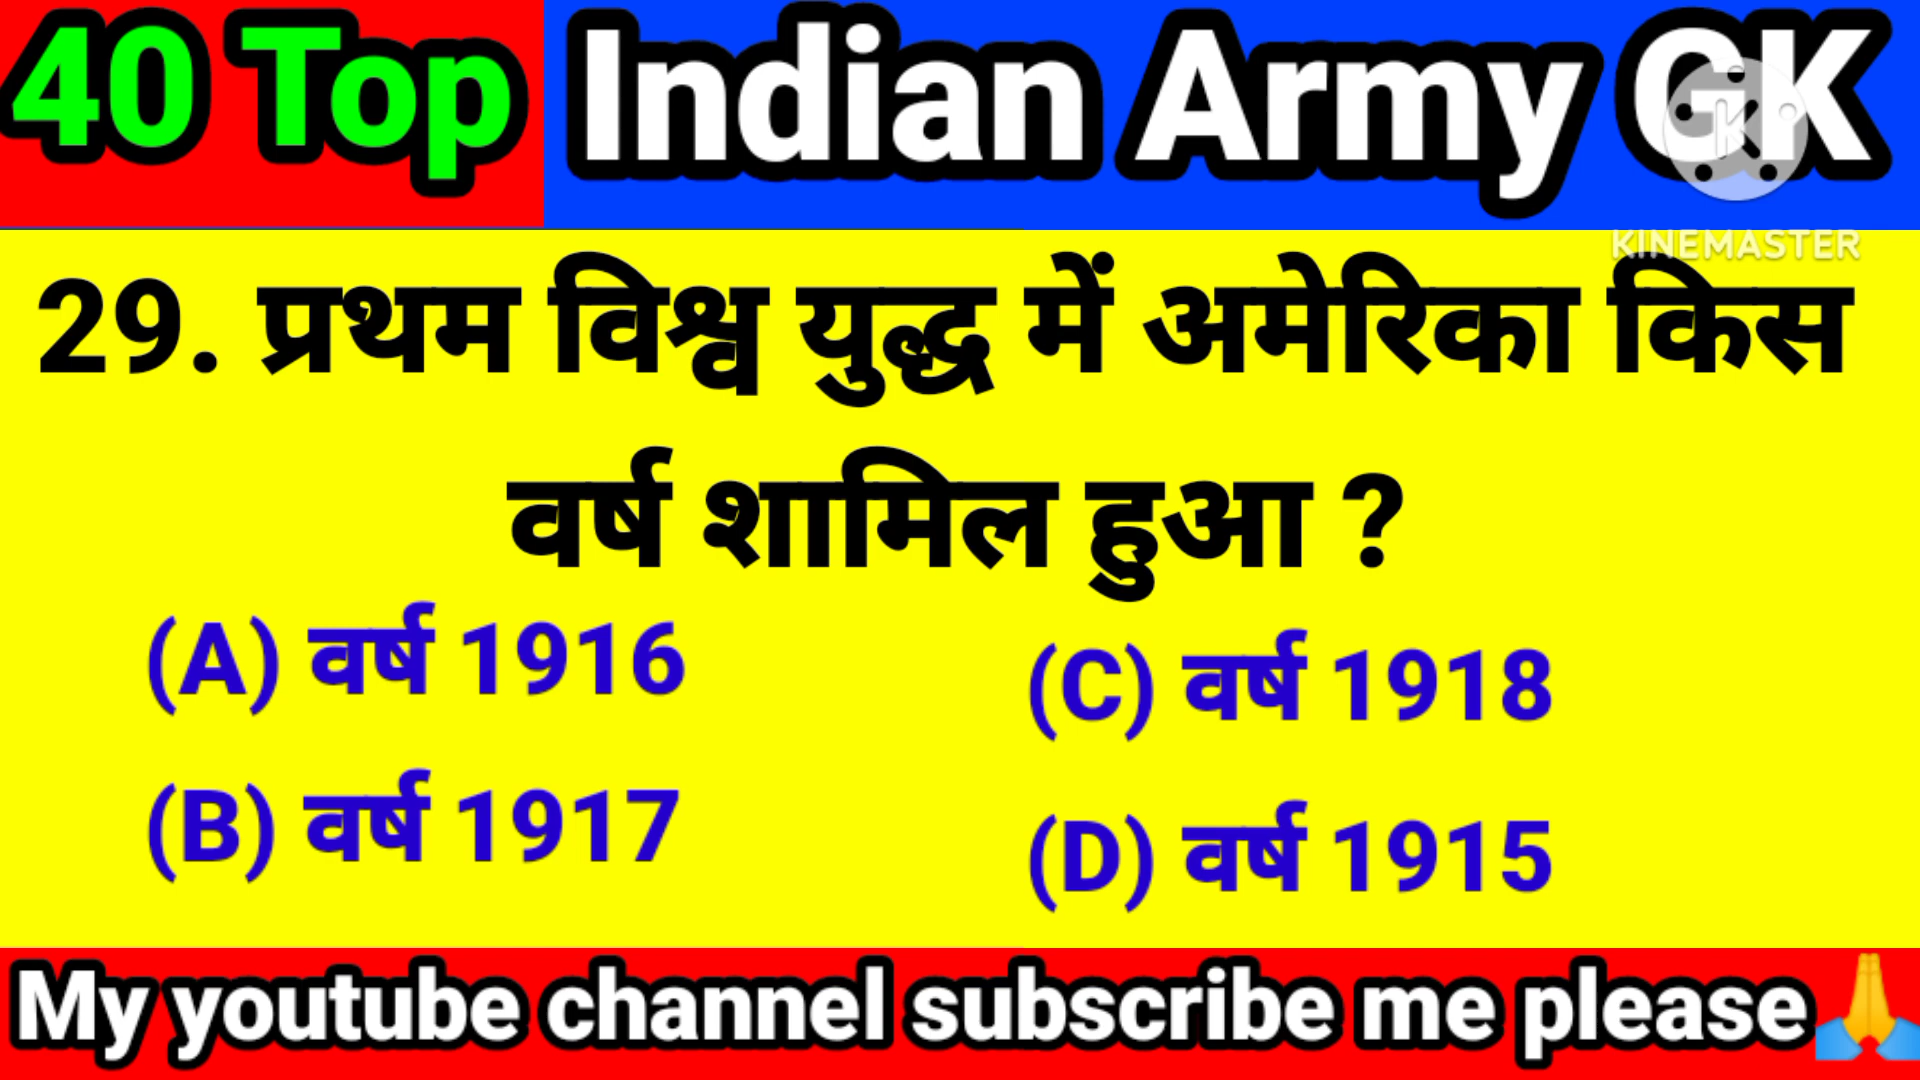 40 Top Indian Army GK
KINEMASTER
29. प्रथम विश्व युद्ध में अमेरिका किस
वर्ष शामिल हुआ ?
(A) वर्ष 1916
(C) वर्ष 1918
(B) वर्ष 1917
(D) वर्ष 1915
My youtube channel subscribe me please🙏